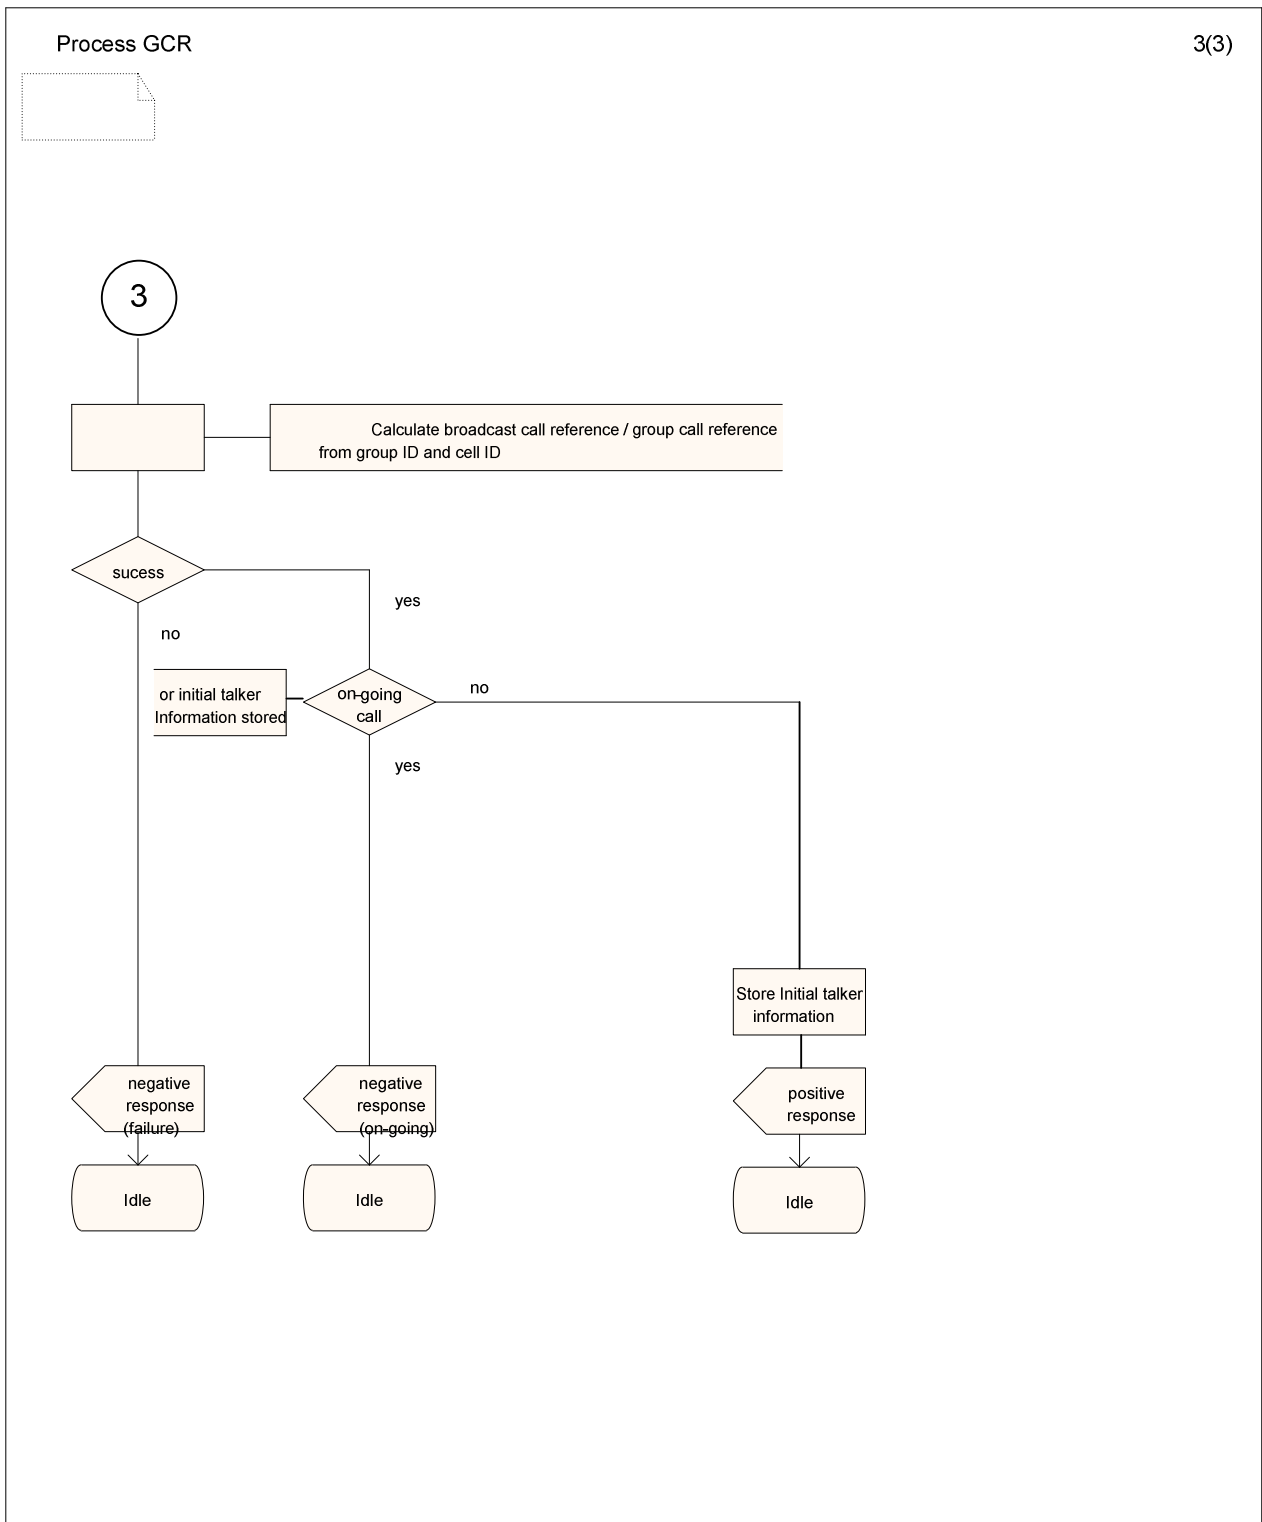 Process GCR
3(3)
3
Calculate broadcast call reference / group call reference
from group ID and cell ID
sucess
yes
no
or initial talker
Information stored
on-going
call
no
yes
Store Initial talker
information
negative
response
(failure)
negative
response
(on-going)
positive
response
Idle
Idle
Idle